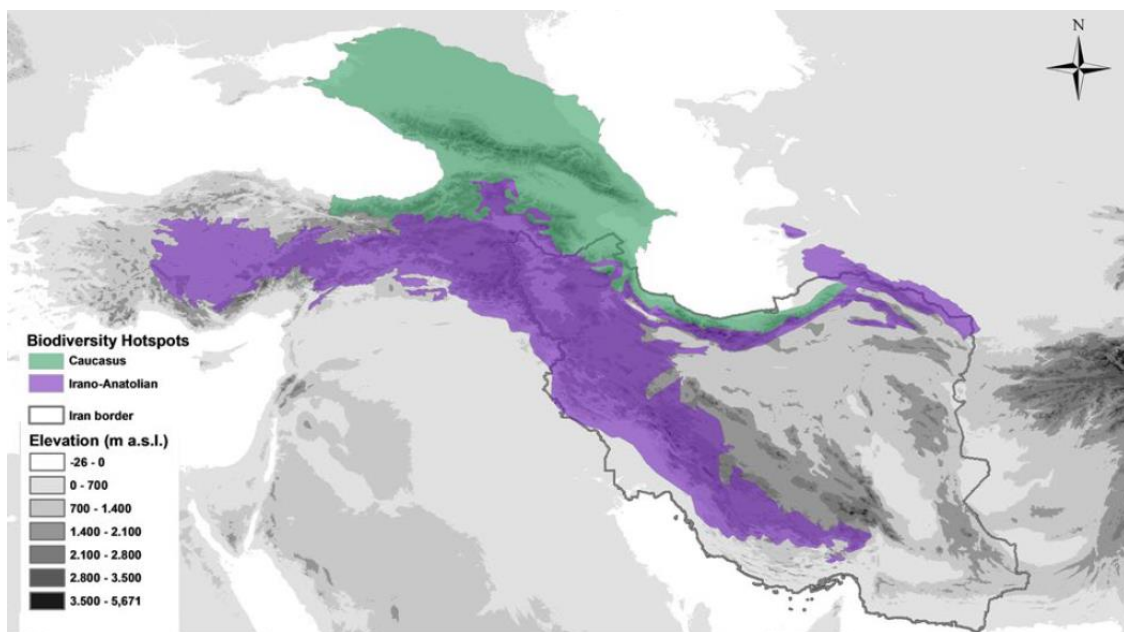 N
Biodiversity Hotspots
Caucasus
Irano-Anatolian
Iran border
Elevation (m a.s.l.)
-26 - 0
0 - 700
700 - 1.400
1.400 - 2.100
2.100 - 2.800
2.800 - 3.500
3.500 - 5,671